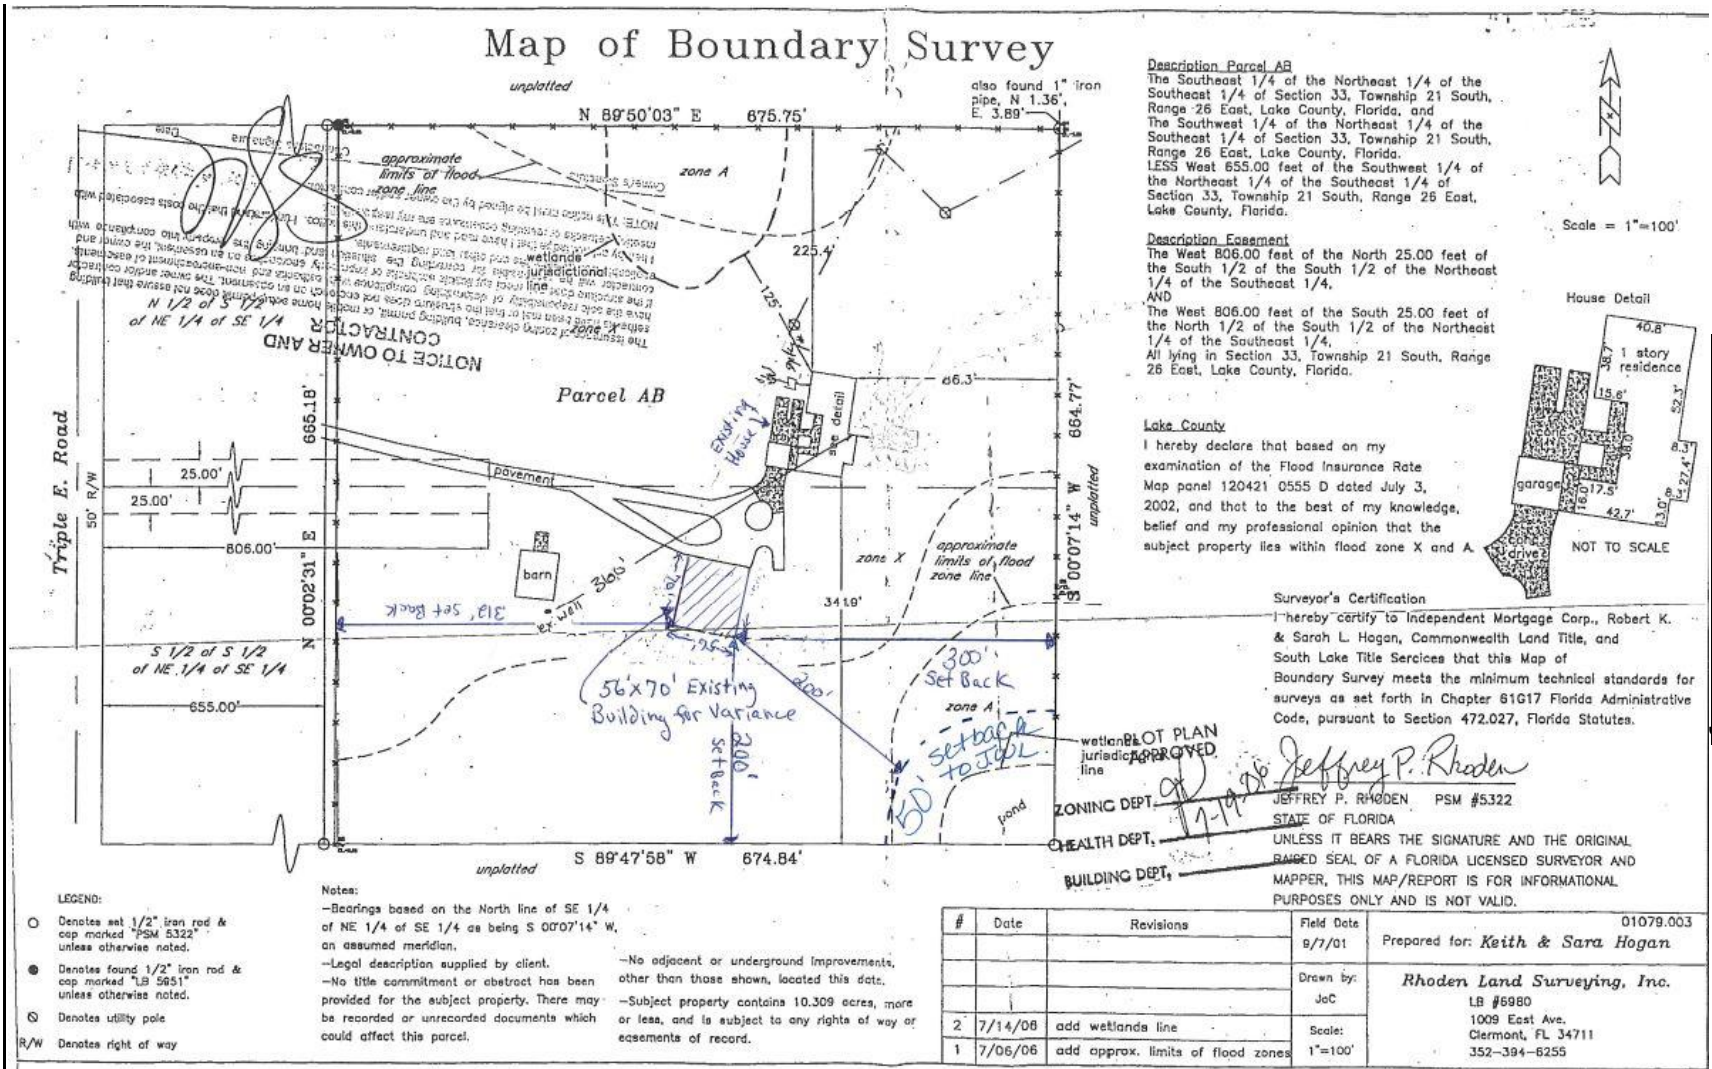 Map of Boundary Survey
unplatted
also found 1" iron
pipe, N 1.36',
E. 3.89'
N 89'50'03" E 675.75'
Date
Contractors Signature
Owner's Signature
approximate
limits of flood
zone line
zone A
wetlands
jurisdictional
line
zone X
NOTICE TO OWNER AND
CONTRACTOR
N 1/2 of S 1/2
of NE 1/4 of SE 1/4
225.4'
125'
Parcel AB
86.3'
see detail
Existing
House
665.18'
N 00'02'31" E
664.77'
S 00'07'14" W
unplatted
Triple E. Road
50' R/W
25.00'
25.00'
pavement
806.00'
barn
ex. well
360'
70'
56'
312' Set Back
zone X
approximate
limits of flood
zone line
341.9'
S 1/2 of S 1/2
of NE 1/4 of SE 1/4
655.00'
56'x70' Existing
Building for Variance
200'
200'
Set Back
300'
Set Back
zone A
50' setback
to JWL
wetlands
jurisdictional
line
pond
S 89'47'58" W 674.84'
unplatted
PLOT PLAN
APPROVED
ZONING DEPT.
7-19-06
HEALTH DEPT.
BUILDING DEPT.
Description Parcel AB
The Southeast 1/4 of the Northeast 1/4 of the
Southeast 1/4 of Section 33, Township 21 South,
Range 26 East, Lake County, Florida, and
The Southwest 1/4 of the Northeast 1/4 of the
Southeast 1/4 of Section 33, Township 21 South,
Range 26 East, Lake County, Florida.
LESS West 655.00 feet of the Southwest 1/4 of
the Northeast 1/4 of the Southeast 1/4 of
Section 33, Township 21 South, Range 26 East,
Lake County, Florida.
Description Easement
The West 806.00 feet of the North 25.00 feet of
the South 1/2 of the South 1/2 of the Northeast
1/4 of the Southeast 1/4,
AND
The West 806.00 feet of the South 25.00 feet of
the North 1/2 of the South 1/2 of the Northeast
1/4 of the Southeast 1/4,
All lying in Section 33, Township 21 South, Range
26 East, Lake County, Florida.
Lake County
I hereby declare that based on my
examination of the Flood Insurance Rate
Map panel 120421 0555 D dated July 3,
2002, and that to the best of my knowledge,
belief and my professional opinion that the
subject property lies within flood zone X and A.
Scale = 1"=100'
House Detail
40.8'
38.7'
1 story
residence
15.6'
52.3'
38.0'
8.3'
27.4'
8.3'
garage
16.0'
17.5'
42.7'
13.0'
drive
NOT TO SCALE
Surveyor's Certification
I hereby certify to Independent Mortgage Corp., Robert K.
& Sarah L. Hogan, Commonwealth Land Title, and
South Lake Title Sercices that this Map of
Boundary Survey meets the minimum technical standards for
surveys as set forth in Chapter 61G17 Florida Administrative
Code, pursuant to Section 472.027, Florida Statutes.
Jeffrey P. Rhoden
JEFFREY P. RHODEN PSM #5322
STATE OF FLORIDA
UNLESS IT BEARS THE SIGNATURE AND THE ORIGINAL
RAISED SEAL OF A FLORIDA LICENSED SURVEYOR AND
MAPPER, THIS MAP/REPORT IS FOR INFORMATIONAL
PURPOSES ONLY AND IS NOT VALID.
LEGEND:
Denotes set 1/2" iron rod &
cap marked "PSM 5322"
unless otherwise noted.
Denotes found 1/2" iron rod &
cap marked "LB 5951"
unless otherwise noted.
Denotes utility pole
R/W Denotes right of way
Notes:
-Bearings based on the North line of SE 1/4
of NE 1/4 of SE 1/4 as being S 00'07'14" W,
an assumed meridian.
-Legal description supplied by client.
-No title commitment or abstract has been
provided for the subject property. There may
be recorded or unrecorded documents which
could affect this parcel.
-No adjacent or underground improvements,
other than those shown, located this date.
-Subject property contains 10.309 acres, more
or less, and is subject to any rights of way or
easements of record.
# Date Revisions
2 7/14/06 add wetlands line
1 7/06/06 add approx. limits of flood zones
Field Date
9/7/01
Drawn by:
JoC
Scale:
1"=100'
01079.003
Prepared for: Keith & Sara Hogan
Rhoden Land Surveying, Inc.
LB #6980
1009 East Ave.
Clermont, FL 34711
352-394-6255